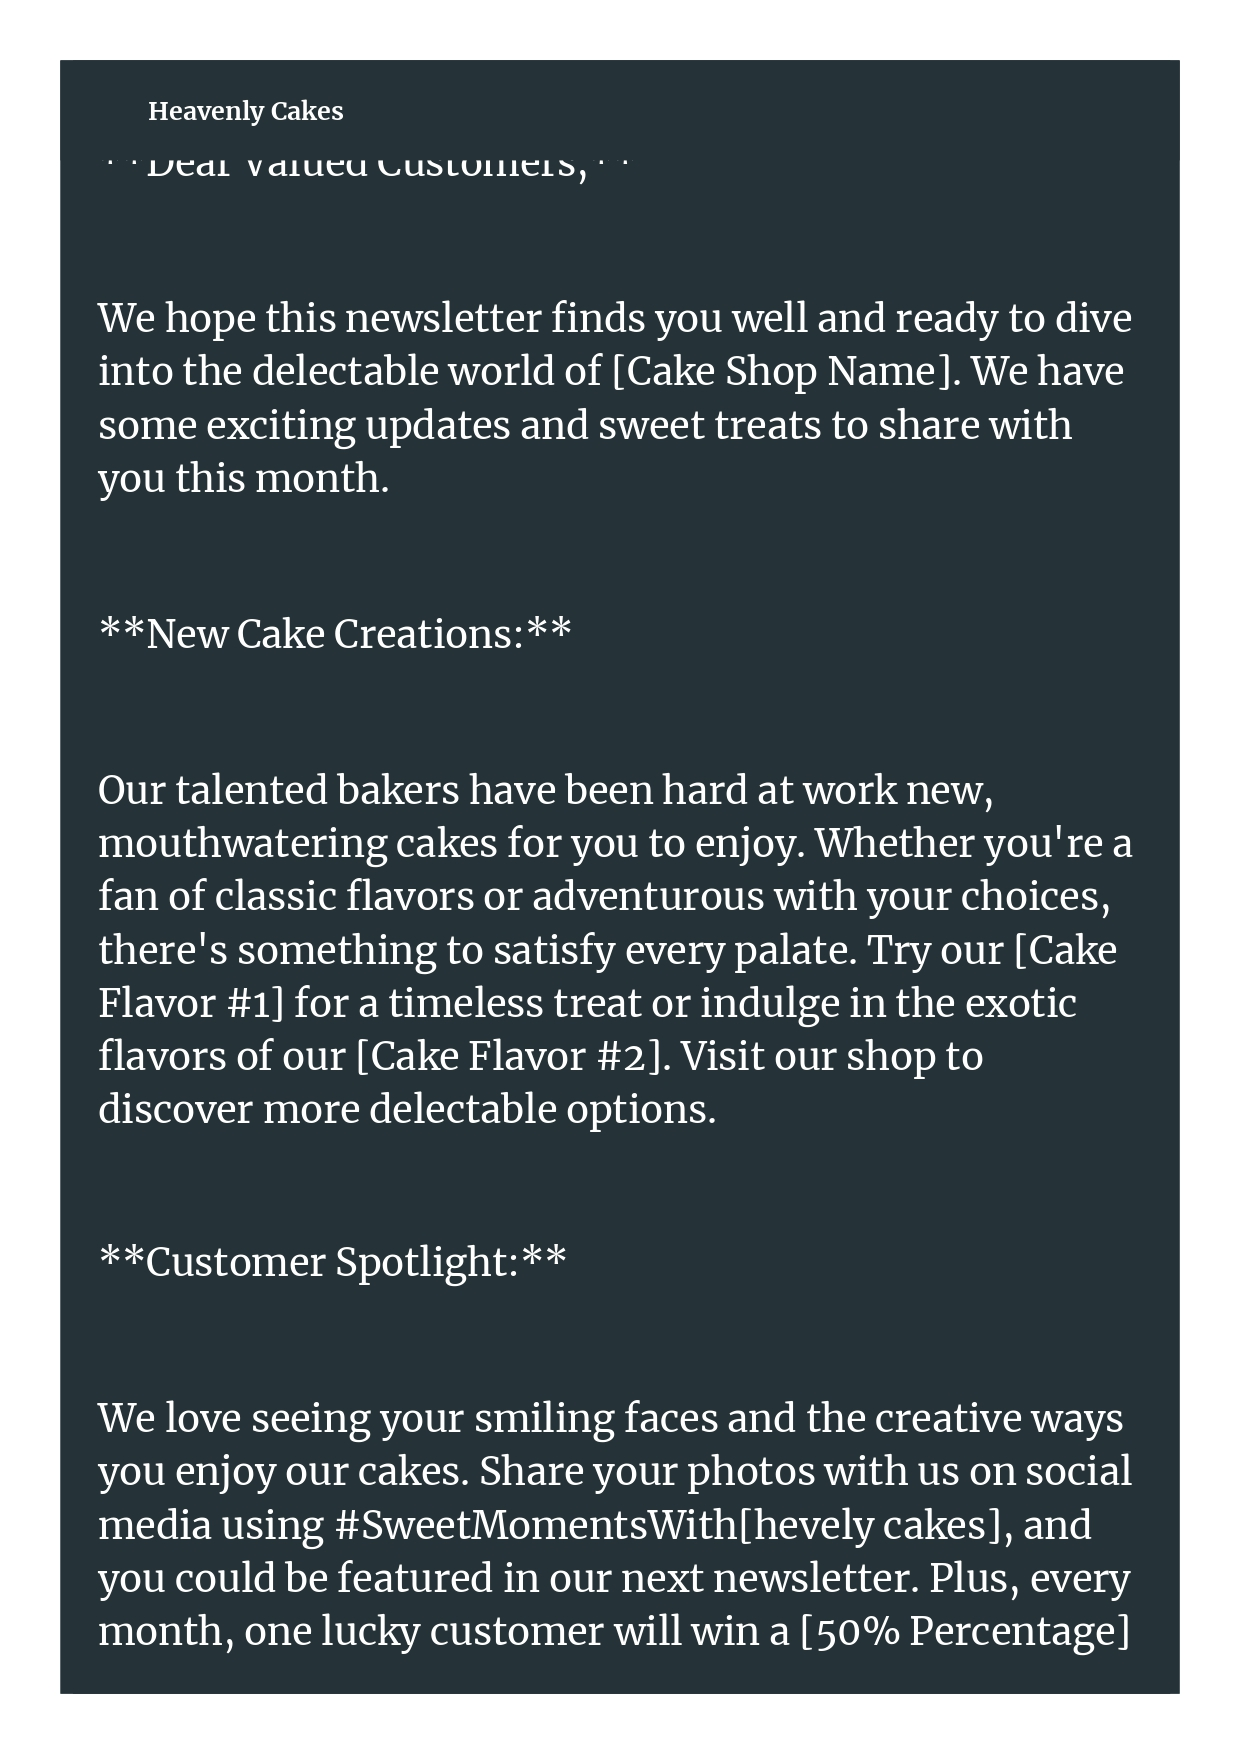 Heavenly Cakes
**Dear Valued Customers,**
We hope this newsletter finds you well and ready to dive
into the delectable world of [Cake Shop Name]. We have
some exciting updates and sweet treats to share with
you this month.
**New Cake Creations:**
Our talented bakers have been hard at work new,
mouthwatering cakes for you to enjoy. Whether you're a
fan of classic flavors or adventurous with your choices,
there's something to satisfy every palate. Try our [Cake
Flavor #1] for a timeless treat or indulge in the exotic
flavors of our [Cake Flavor #2]. Visit our shop to
discover more delectable options.
**Customer Spotlight:**
We love seeing your smiling faces and the creative ways
you enjoy our cakes. Share your photos with us on social
media using #SweetMomentsWith[hevely cakes], and
you could be featured in our next newsletter. Plus, every
month, one lucky customer will win a [50% Percentage]